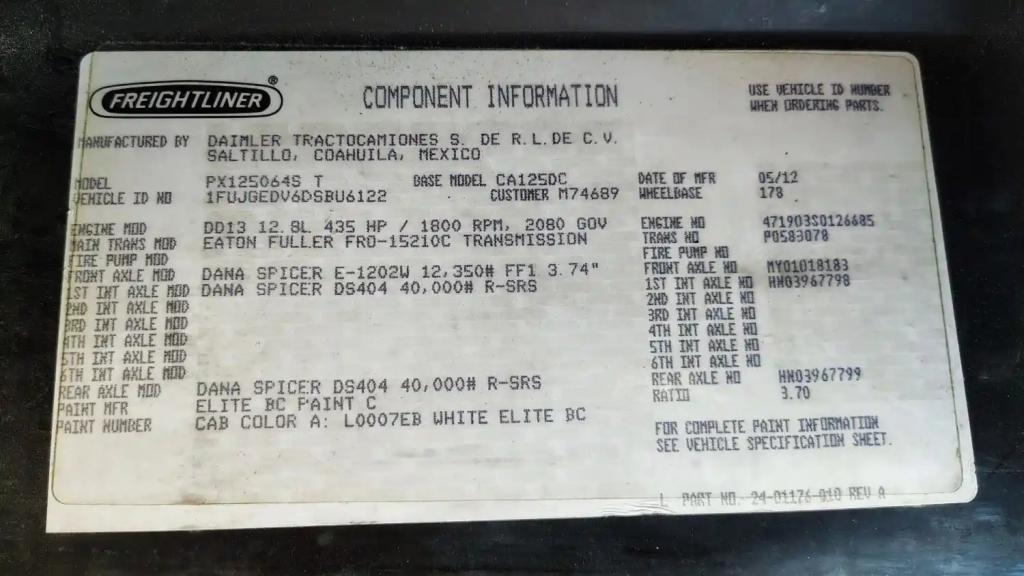 FREIGHTLINER®
COMPONENT INFORMATION
USE VEHICLE ID NUMBER
WHEN ORDERING PARTS.
MANUFACTURED BY DAIMLER TRACTOCAMIONES S. DE R.L.DE C.V.
SALTILLO, COAHUILA, MEXICO
MODEL PX125064S T BASE MODEL CA125DC DATE OF MFR 05/12
VEHICLE ID NO 1FUJGEDV6DSBU6122 CUSTOMER M74689 WHEELBASE 178
ENGINE MOD DD13 12.8L 435 HP / 1800 RPM, 2080 GOV ENGINE NO 471903S0126685
MAIN TRANS MOD EATON FULLER FRO-15210C TRANSMISSION TRANS NO P0583078
FIRE PUMP MOD FIRE PUMP NO
FRONT AXLE MOD DANA SPICER E-1202W 12,350# FF1 3.74" FRONT AXLE NO MY01018183
1ST INT AXLE MOD DANA SPICER DS404 40,000# R-SRS 1ST INT AXLE NO HN03967798
2ND INT AXLE MOD 2ND INT AXLE NO
3RD INT AXLE MOD 3RD INT AXLE NO
4TH INT AXLE MOD 4TH INT AXLE NO
5TH INT AXLE MOD 5TH INT AXLE NO
6TH INT AXLE MOD 6TH INT AXLE NO
REAR AXLE MOD DANA SPICER DS404 40,000# R-SRS REAR AXLE NO HN03967799
PAINT MFR ELITE BC PAINT C RATIO 3.70
PAINT NUMBER CAB COLOR A: L0007EB WHITE ELITE BC
FOR COMPLETE PAINT INFORMATION
SEE VEHICLE SPECIFICATION SHEET.
L PART NO. 24-01176-010 REV A